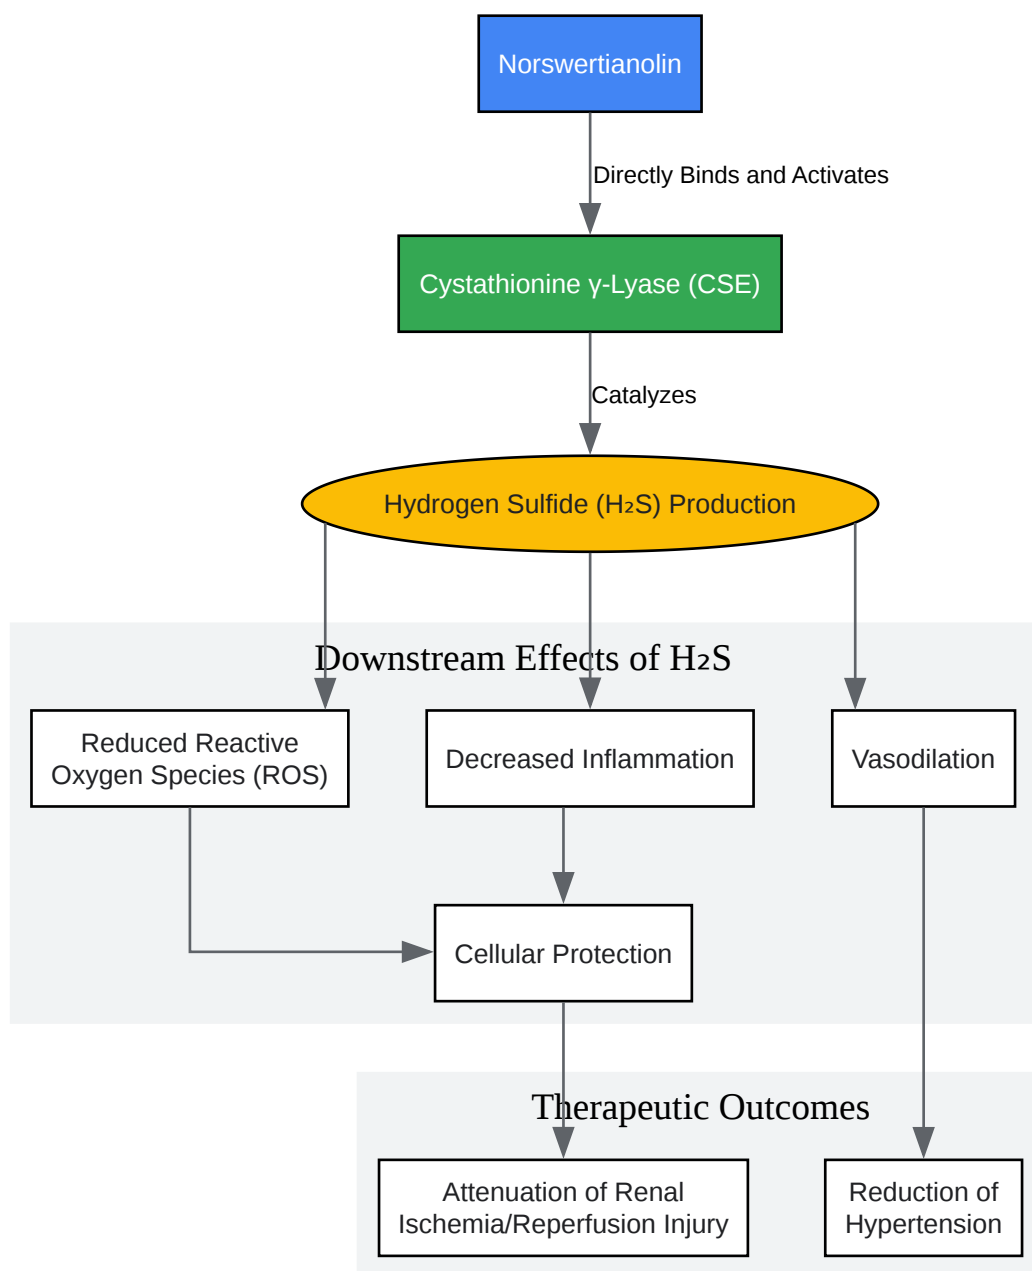 Norswertianolin
Directly Binds and Activates
Cystathionine γ-Lyase (CSE)
Catalyzes
Hydrogen Sulfide (H₂S) Production
Downstream Effects of H₂S
Reduced Reactive
Oxygen Species (ROS)
Decreased Inflammation
Vasodilation
Cellular Protection
Therapeutic Outcomes
Attenuation of Renal
Ischemia/Reperfusion Injury
Reduction of
Hypertension